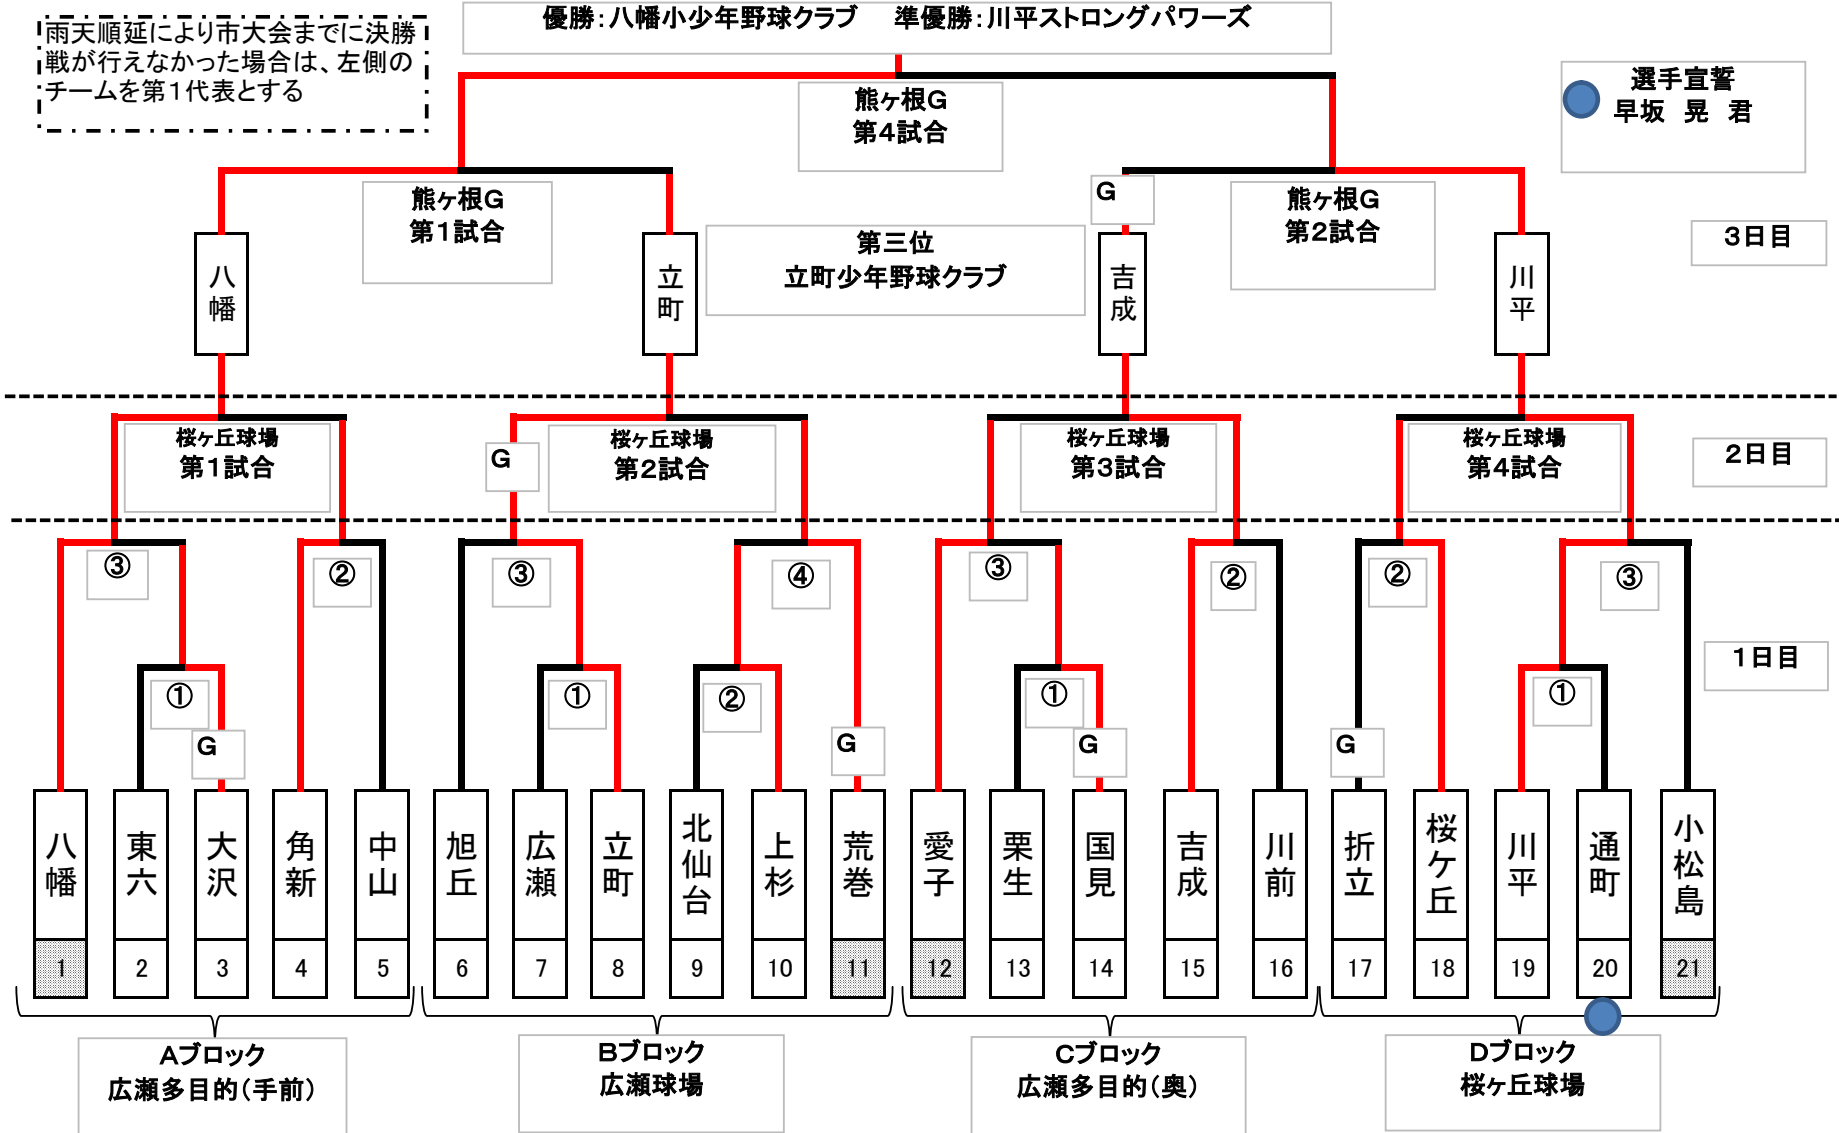 優勝：八幡小少年野球クラブ　準優勝：川平ストロングパワーズ
雨天順延により市大会までに決勝
戦が行えなかった場合は、左側の
チームを第１代表とする
選手宣誓
早坂　晃　君
熊ヶ根G
第4試合
熊ヶ根G
第1試合
G
熊ヶ根G
第2試合
第三位
立町少年野球クラブ
3日目
八幡
立町
吉成
川平
桜ヶ丘球場
第1試合
G
桜ヶ丘球場
第2試合
桜ヶ丘球場
第3試合
桜ヶ丘球場
第4試合
2日目
③
②
③
④
③
②
②
③
1日目
①
①
②
①
①
G
G
G
G
八幡
東六
大沢
角新
中山
旭丘
広瀬
立町
北仙台
上杉
荒巻
愛子
栗生
国見
吉成
川前
折立
桜ケ丘
川平
通町
小松島
1
2
3
4
5
6
7
8
9
10
11
12
13
14
15
16
17
18
19
20
21
Aブロック
広瀬多目的（手前）
Bブロック
広瀬球場
Cブロック
広瀬多目的（奥）
Dブロック
桜ヶ丘球場